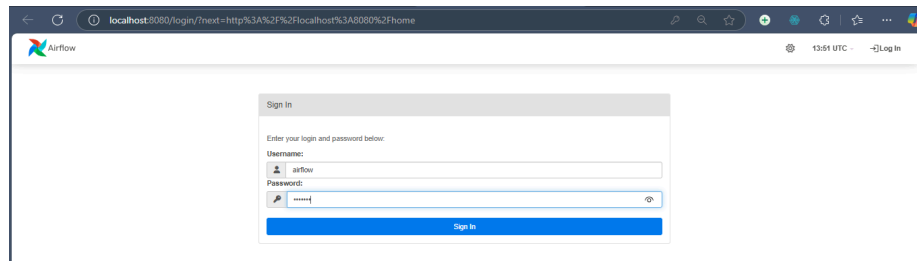 localhost:8080/login/?next=http%3A%2F%2Flocalhost%3A8080%2Fhome
Airflow
13:51 UTC
Log In
Sign In
Enter your login and password below:
Username:
airflow
Password:
•••••••
Sign In